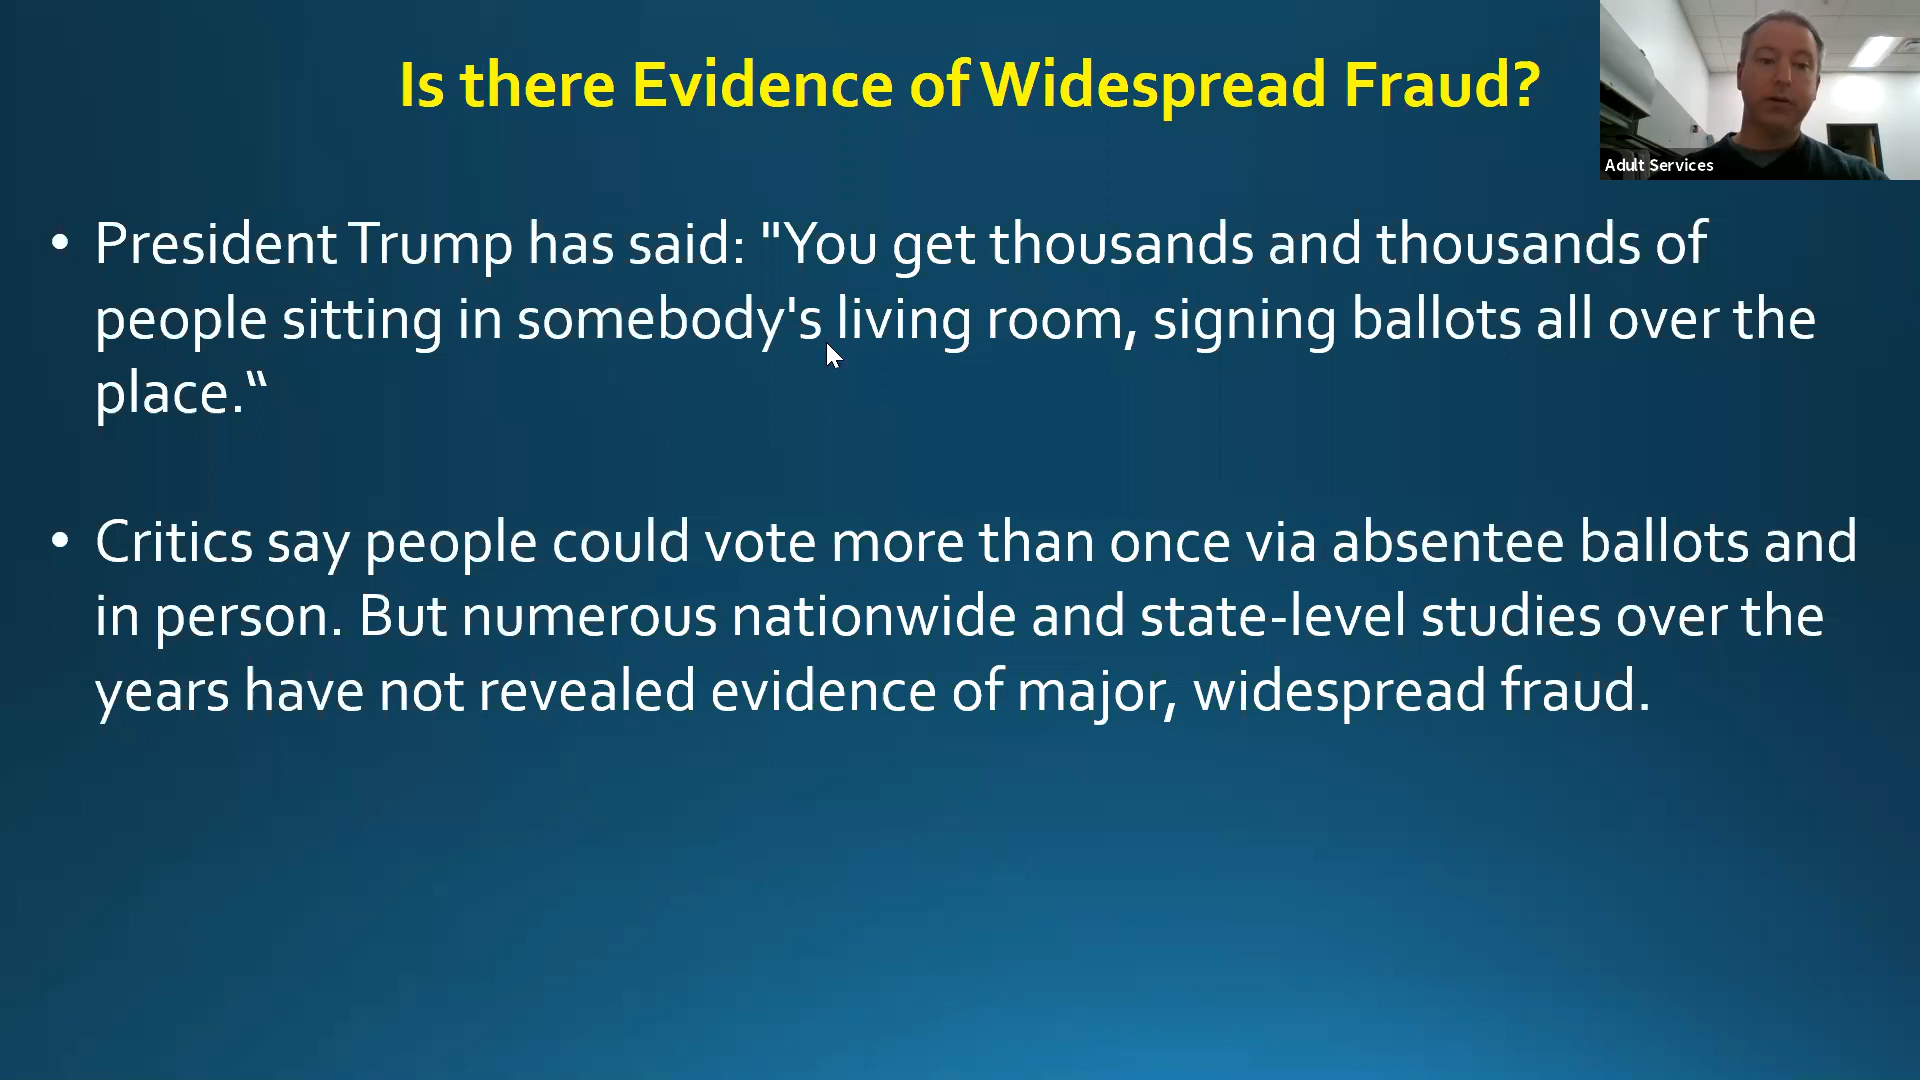 Is there Evidence of Widespread Fraud?
Adult Services
• President Trump has said: "You get thousands and thousands of
people sitting in somebody's living room, signing ballots all over the
place.“
• Critics say people could vote more than once via absentee ballots and
in person. But numerous nationwide and state-level studies over the
years have not revealed evidence of major, widespread fraud.